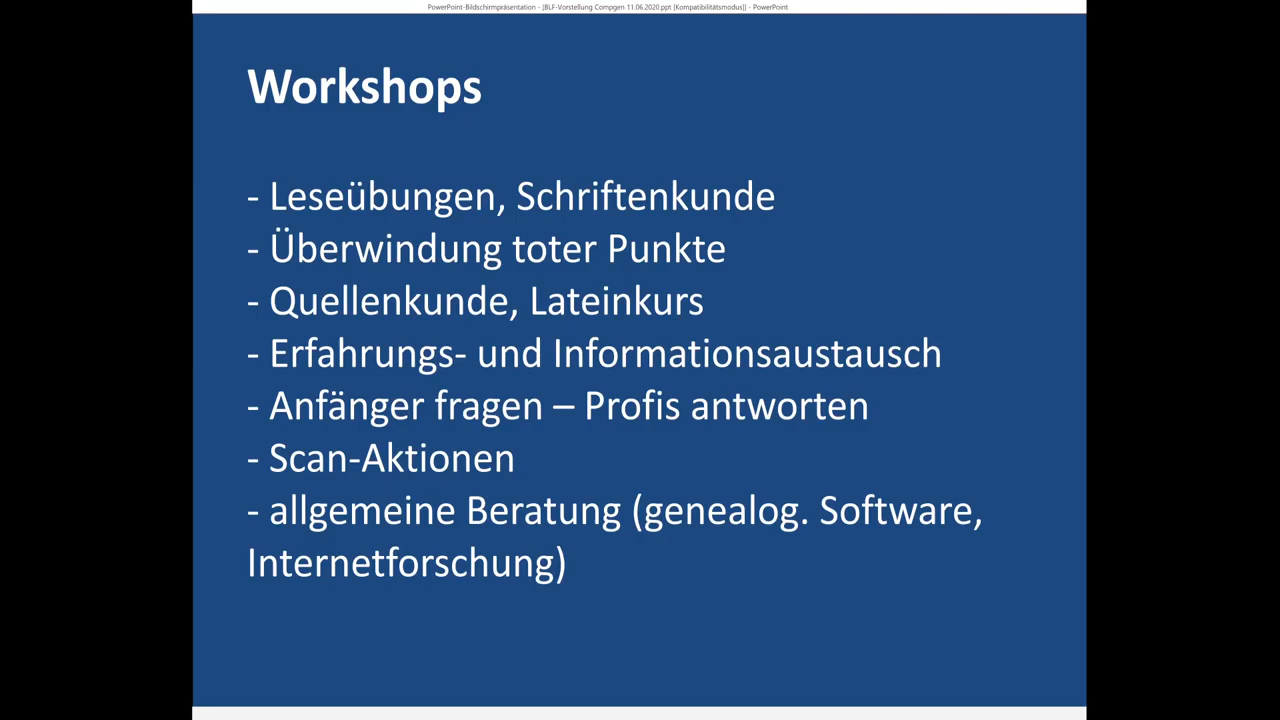 PowerPoint-Bildschirmpräsentation - [BLF-Vorstellung Compgen 11.06.2020.ppt [Kompatibilitätsmodus]] - PowerPoint
Workshops
- Leseübungen, Schriftenkunde
- Überwindung toter Punkte
- Quellenkunde, Lateinkurs
- Erfahrungs- und Informationsaustausch
- Anfänger fragen – Profis antworten
- Scan-Aktionen
- allgemeine Beratung (genealog. Software,
Internetforschung)